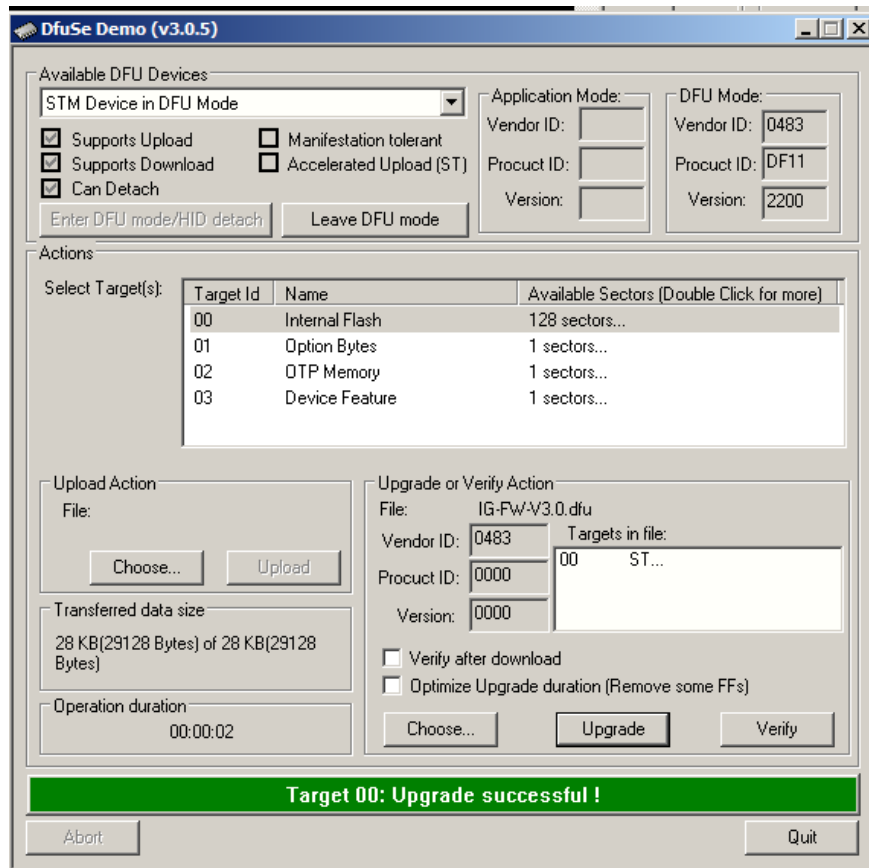 DfuSe Demo (v3.0.5)
Available DFU Devices
STM Device in DFU Mode
Supports Upload
Manifestation tolerant
Supports Download
Accelerated Upload (ST)
Can Detach
Enter DFU mode/HID detach
Leave DFU mode
Application Mode:
Vendor ID:
Procuct ID:
Version:
DFU Mode:
Vendor ID: 0483
Procuct ID: DF11
Version: 2200
Actions
Select Target(s):
Target Id Name Available Sectors (Double Click for more)
00 Internal Flash 128 sectors...
01 Option Bytes 1 sectors...
02 OTP Memory 1 sectors...
03 Device Feature 1 sectors...
Upload Action
File:
Choose...
Upload
Transferred data size
28 KB(29128 Bytes) of 28 KB(29128
Bytes)
Operation duration
00:00:02
Upgrade or Verify Action
File: IG-FW-V3.0.dfu
Vendor ID: 0483
Procuct ID: 0000
Version: 0000
Targets in file:
00 ST...
Verify after download
Optimize Upgrade duration (Remove some FFs)
Choose...
Upgrade
Verify
Target 00: Upgrade successful !
Abort
Quit